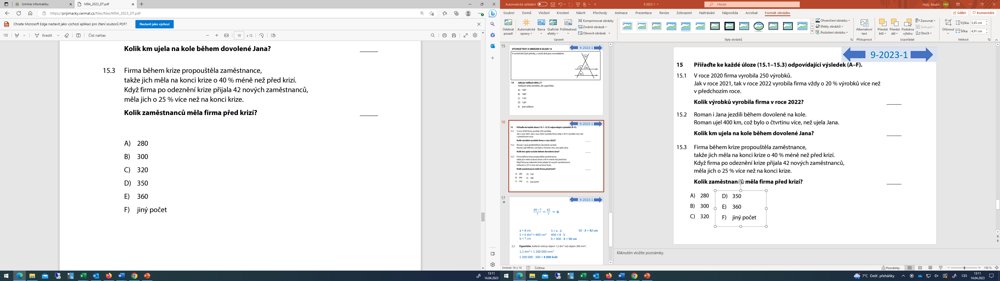 Umíme informatiku
M9A_2023_DT.pdf
https://prijimacky.cermat.cz/files/files/M9A_2023_DT.pdf
Chcete Microsoft Edge nastavit jako výchozí aplikaci pro čtení souborů PDF?
Nastavit jako výchozí
Kreslit
10
z 12
Číst nahlas
Kolik km ujela na kole během dovolené Jana?
15.3 Firma během krize propouštěla zaměstnance,
takže jich měla na konci krize o 40 % méně než před krizí.
Když firma po odeznění krize přijala 42 nových zaměstnanců,
měla jich o 25 % více než na konci krize.
Kolik zaměstnanců měla firma před krizí?
A) 280
B) 300
C) 320
D) 350
E) 360
F) jiný počet
13:11
14.04.2023
Automatické ukládání
9 2023-1
Hledat
Holý, Martin
HM
Soubor Domů Vložení Kreslení Návrh Přechody Animace Prezentace Revize Zobrazení Nahrávání Nápověda Acrobat Formát obrázku
Sdílet
Komentáře
Odebrat pozadí
Automatické opravy
Barva
Grafické efekty
Průhlednost
Komprimovat obrázky
Změnit obrázek
Obnovit obrázek
Upravit
Styly obrázků
Ohraničení obrázku
Efekty obrázků
Rozložení obrázku
Alternativní text
Přístupnost
Přenést blíž
Přenést dál
Podokno výběru
Zarovnat
Seskupit
Otočit
Uspořádat
Oříznout
Výška: 3,45 cm
Šířka: 4,91 cm
Velikost
15
9-2023-1
VÝCHOZÍ TEXT A OBRÁZEK K ÚLOZE 14
V rovině leží čtyři přímky, z nichž dvě jsou rovnoběžné.
2α
β 4α
4α
14 Jaká je velikost úhlu β?
Velikosti úhlů neměřte, ale vypočtěte.
A) 100°
B) 108°
C) 116°
D) 120°
E) jiná velikost
16
9-2023-1
15 Přiřaďte ke každé úloze (15.1–15.3) odpovídající výsledek (A–F).
15.1 V roce 2020 firma vyrobila 250 výrobků.
Jak v roce 2021, tak v roce 2022 vyrobila firma vždy o 20 % výrobků více než
v předchozím roce.
Kolik výrobků vyrobila firma v roce 2022?
15.2 Roman i Jana jezdili během dovolené na kole.
Roman ujel 400 km, což bylo o čtvrtinu více, než ujela Jana.
Kolik km ujela na kole během dovolené Jana?
15.3 Firma během krize propouštěla zaměstnance,
takže jich měla na konci krize o 40 % méně než před krizí.
Když firma po odeznění krize přijala 42 nových zaměstnanců,
měla jich o 25 % více než na konci krize.
Kolik zaměstnanců měla firma před krizí?
A) 280 D) 350
B) 300 E) 360
C) 320 F) jiný počet
17
9-2023-1
49 −7 / 7 = 42 / 7 = 6
a = 8 cm S = a . b 50 - 8 = 42 cm
S = 4 dm² = 400 cm² 400 = 8 . b
b = ? cm b = 400 : 8 = 50 cm
2.2 Vypočtěte, kolikrát větší je objem 1,2 dm³ než objem 300 mm³.
1,2 dm³ = 1 200 000 mm³
1 200 000 : 300 = 4 000 krát
9-2023-1
15 Přiřaďte ke každé úloze (15.1–15.3) odpovídající výsledek (A–F).
15.1 V roce 2020 firma vyrobila 250 výrobků.
Jak v roce 2021, tak v roce 2022 vyrobila firma vždy o 20 % výrobků více než
v předchozím roce.
Kolik výrobků vyrobila firma v roce 2022?
15.2 Roman i Jana jezdili během dovolené na kole.
Roman ujel 400 km, což bylo o čtvrtinu více, než ujela Jana.
Kolik km ujela na kole během dovolené Jana?
15.3 Firma během krize propouštěla zaměstnance,
takže jich měla na konci krize o 40 % méně než před krizí.
Když firma po odeznění krize přijala 42 nových zaměstnanců,
měla jich o 25 % více než na konci krize.
Kolik zaměstnan měla firma před krizí?
A) 280 D) 350
B) 300 E) 360
C) 320 F) jiný počet
Kliknutím vložíte poznámky.
Snímek 16 z 18
Čeština
Poznámky
106 %
7°C Dešť. přeháňky
CES
13:11
14.04.2023